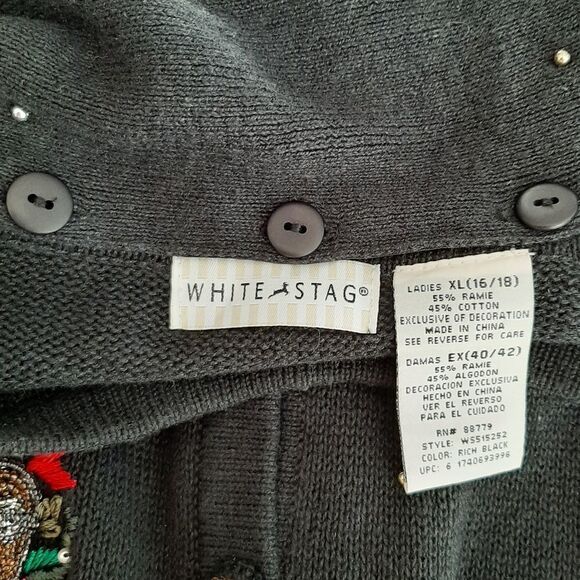 WHITE STAG®
LADIES XL(16/18)
55% RAMIE
45% COTTON
EXCLUSIVE OF DECORATION
MADE IN CHINA
SEE REVERSE FOR CARE
DAMAS EX(40/42)
55% RAMIE
45% ALGODON
DECORACION EXCLUSIVA
HECHO EN CHINA
VER EL REVERSO
PARA EL CUIDADO
RN# 88779
STYLE: WS515252
COLOR: RICH BLACK
UPC: 6 1740693996